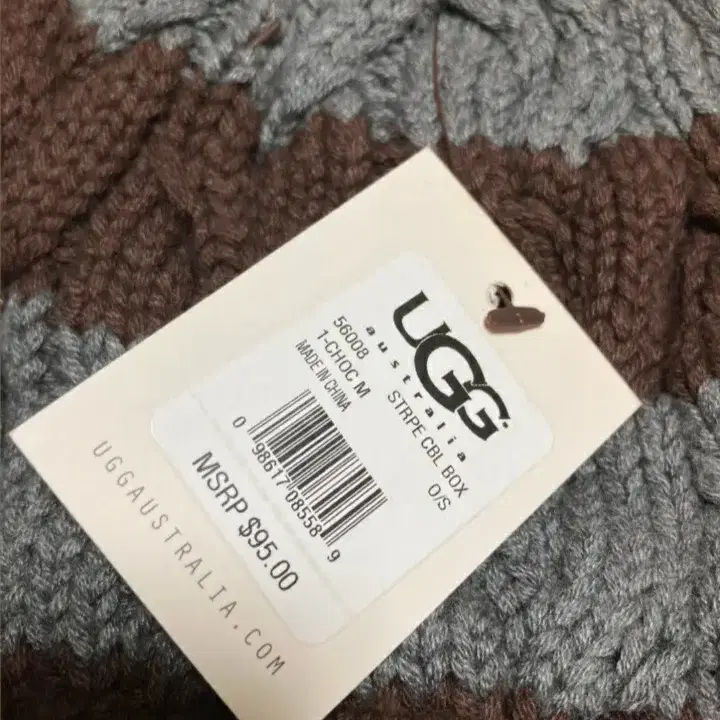 UGG
australia
56008 STRPE CBL BOX
1-CHOC M O/S
MADE IN CHINA
0 98617 08558 9
MSRP $95.00
UGGAUSTRALIA.COM